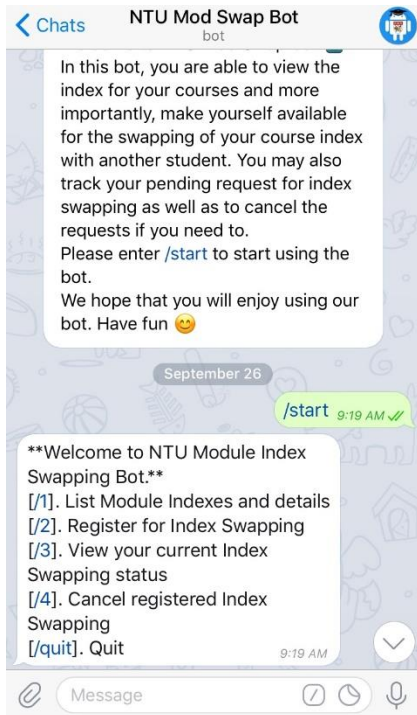 Chats
NTU Mod Swap Bot
bot
In this bot, you are able to view the
index for your courses and more
importantly, make yourself available
for the swapping of your course index
with another student. You may also
track your pending request for index
swapping as well as to cancel the
requests if you need to.
Please enter /start to start using the
bot.
We hope that you will enjoy using our
bot. Have fun 😊
September 26
/start 9:19 AM
**Welcome to NTU Module Index
Swapping Bot.**
[/1]. List Module Indexes and details
[/2]. Register for Index Swapping
[/3]. View your current Index
Swapping status
[/4]. Cancel registered Index
Swapping
[/quit]. Quit 9:19 AM
Message